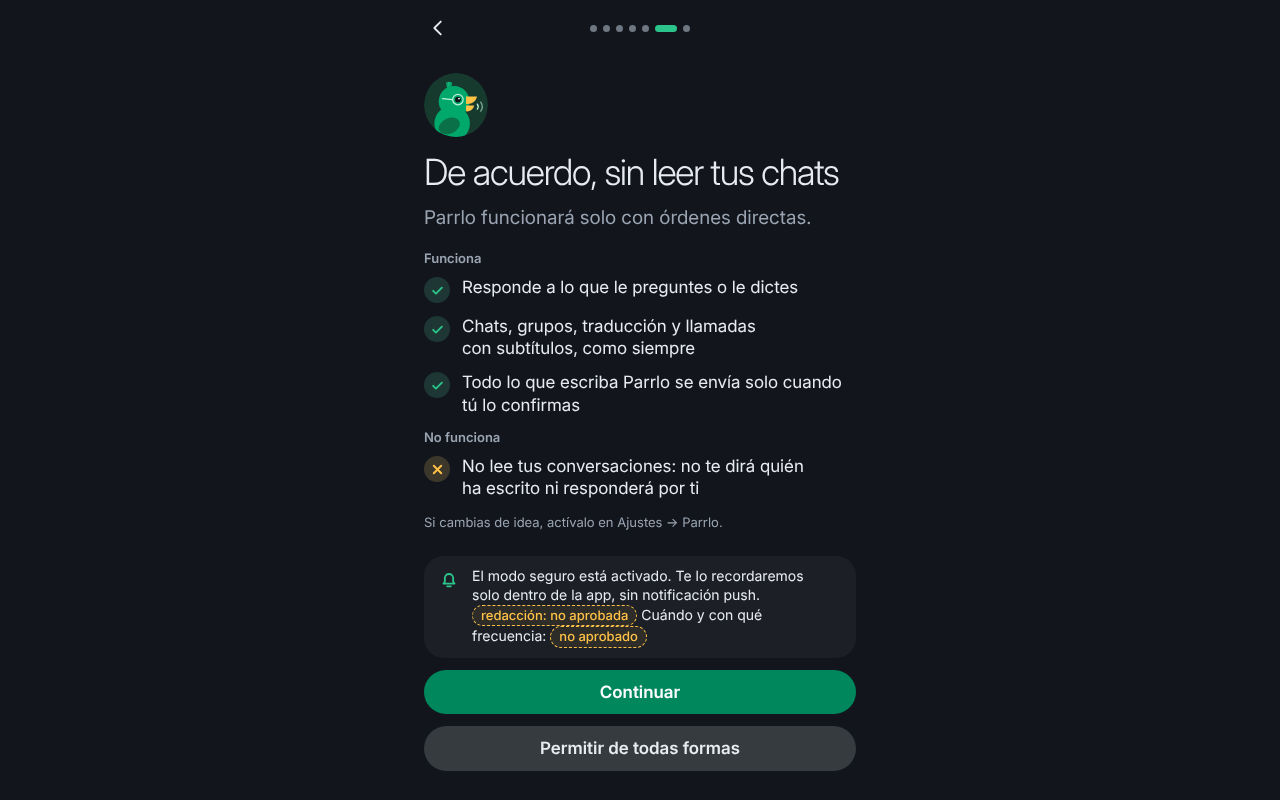 De acuerdo, sin leer tus chats
Parrlo funcionará solo con órdenes directas.
Funciona
Responde a lo que le preguntes o le dictes
Chats, grupos, traducción y llamadas
con subtítulos, como siempre
Todo lo que escriba Parrlo se envía solo cuando
tú lo confirmas
No funciona
No lee tus conversaciones: no te dirá quién
ha escrito ni responderá por ti
Si cambias de idea, actívalo en Ajustes → Parrlo.
El modo seguro está activado. Te lo recordaremos
solo dentro de la app, sin notificación push.
redacción: no aprobada Cuándo y con qué
frecuencia: no aprobado
Continuar
Permitir de todas formas